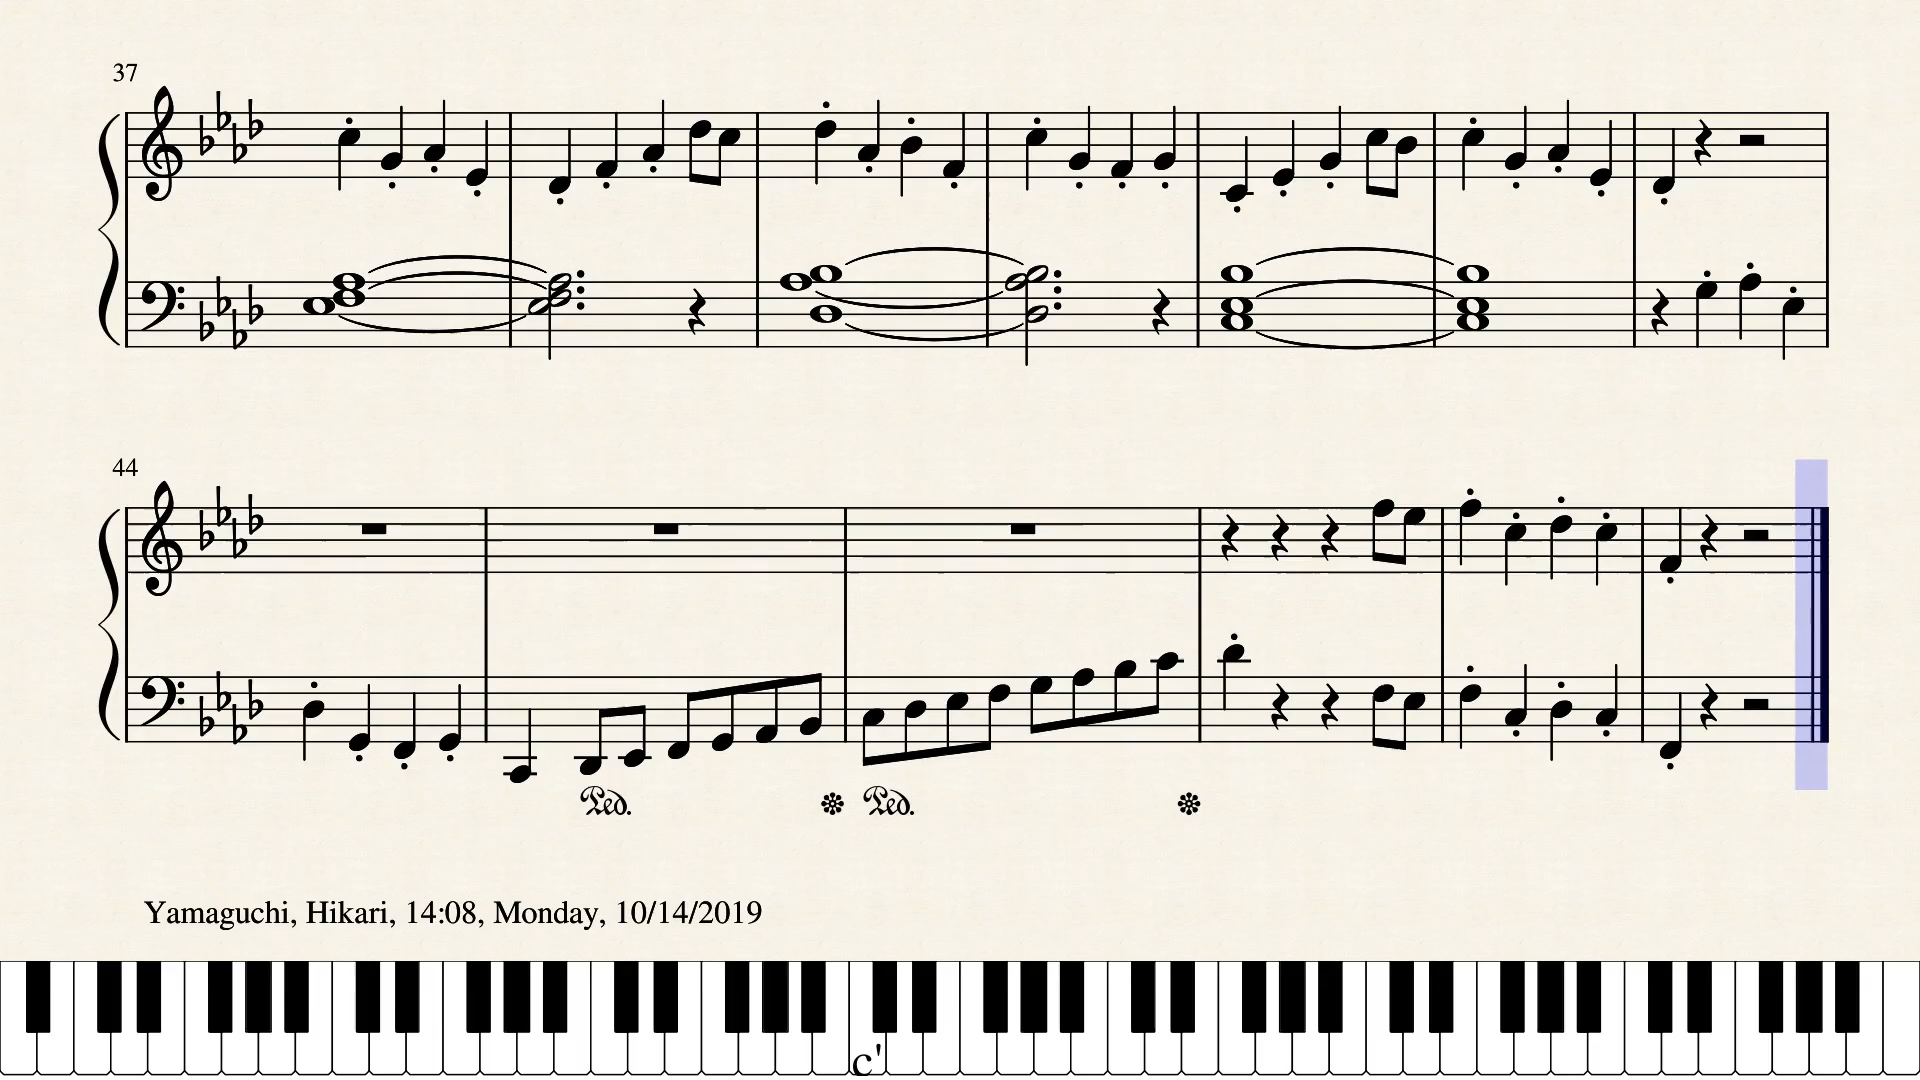 37
44
Ped. Ped.
Yamaguchi, Hikari, 14:08, Monday, 10/14/2019
c'